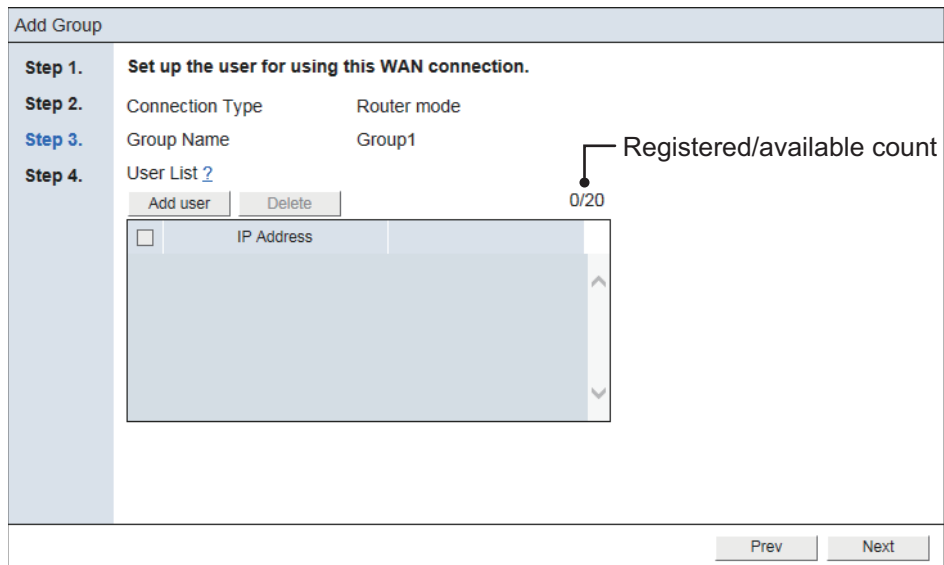 Add Group
Step 1.
Set up the user for using this WAN connection.
Step 2.
Connection Type Router mode
Step 3.
Group Name Group1
Registered/available count
Step 4.
User List ?
Add user Delete 0/20
IP Address
Prev Next